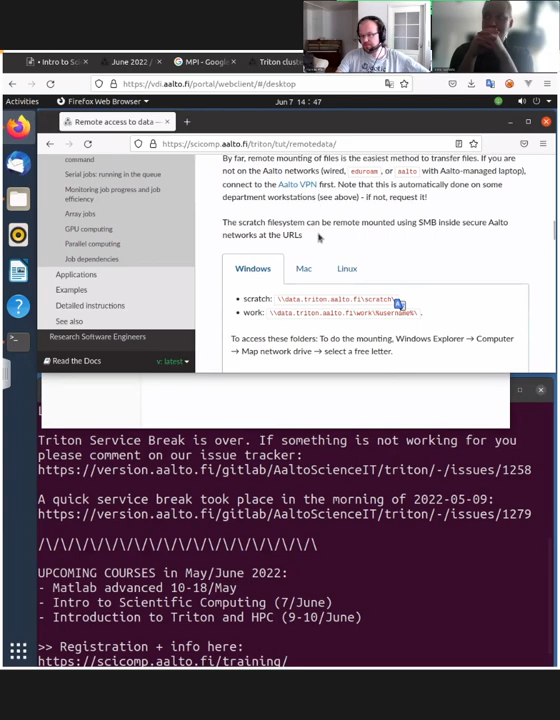 Intro to Sc
June 2022 /
MPI - Google
Triton cluste
https://vdi.aalto.fi/portal/webclient/#/desktop
Activities
Firefox Web Browser
Jun 7 14:47
Remote access to data —
https://scicomp.aalto.fi/triton/tut/remotedata/
command
Serial jobs: running in the queue
Monitoring job progress and job efficiency
Array jobs
GPU computing
Parallel computing
Job dependencies
Applications
Examples
Detailed instructions
See also
Research Software Engineers
Read the Docs
v: latest
By far, remote mounting of files is the easiest method to transfer files. If you are
not on the Aalto networks (wired, eduroam, or aalto with Aalto-managed laptop),
connect to the Aalto VPN first. Note that this is automatically done on some
department workstations (see above) - if not, request it!
The scratch filesystem can be remote mounted using SMB inside secure Aalto
networks at the URLs
Windows
Mac
Linux
scratch: \\data.triton.aalto.fi\scratch\
work: \\data.triton.aalto.fi\work\%username%\ .
To access these folders: To do the mounting, Windows Explorer → Computer
→ Map network drive → select a free letter.
Triton Service Break is over. If something is not working for you
please comment on our issue tracker:
https://version.aalto.fi/gitlab/AaltoScienceIT/triton/-/issues/1258
A quick service break took place in the morning of 2022-05-09:
https://version.aalto.fi/gitlab/AaltoScienceIT/triton/-/issues/1279
/\/\/\/\/\/\/\/\/\/\/\/\/\/\/\/\/\/\
UPCOMING COURSES in May/June 2022:
- Matlab advanced 10-18/May
- Intro to Scientific Computing (7/June)
- Introduction to Triton and HPC (9-10/June)
>> Registration + info here:
https://scicomp.aalto.fi/training/